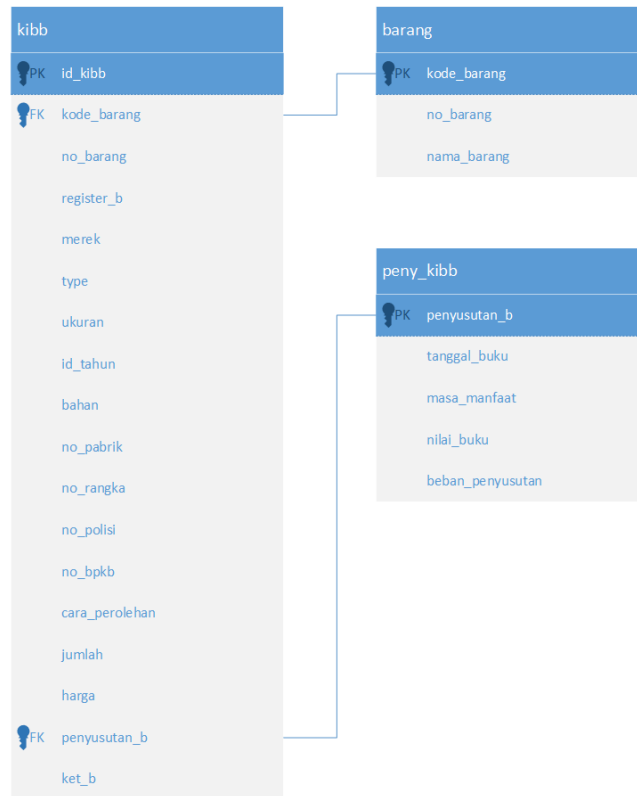 kibb
PK id_kibb
FK kode_barang
no_barang
register_b
merek
type
ukuran
id_tahun
bahan
no_pabrik
no_rangka
no_polisi
no_bpkb
cara_perolehan
jumlah
harga
FK penyusutan_b
ket_b
barang
PK kode_barang
no_barang
nama_barang
peny_kibb
PK penyusutan_b
tanggal_buku
masa_manfaat
nilai_buku
beban_penyusutan